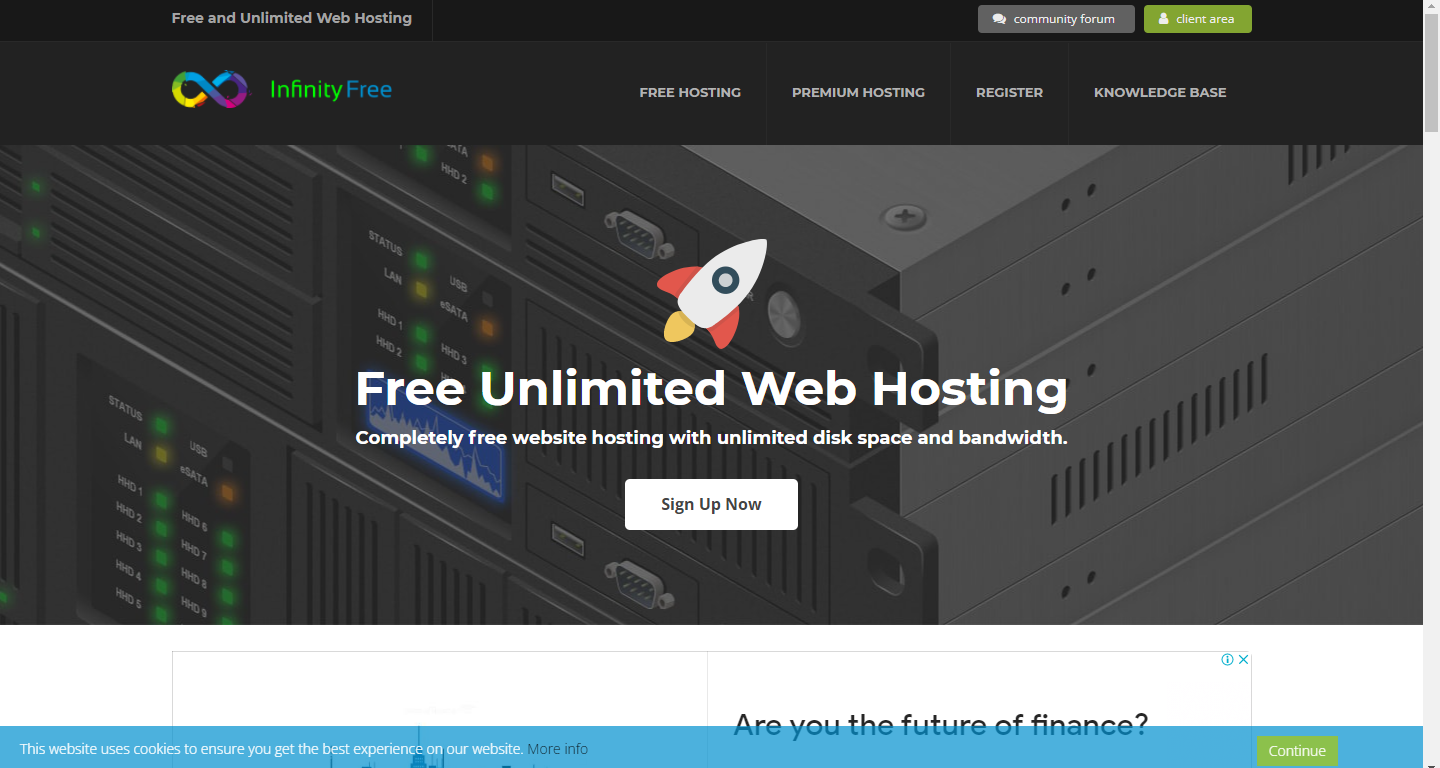 Free and Unlimited Web Hosting
community forum
client area
Infinity Free
FREE HOSTING
PREMIUM HOSTING
REGISTER
KNOWLEDGE BASE
HHD 2
STATUS
LAN
USB
eSATA
HHD 1
HHD 2
HHD 3
Free Unlimited Web Hosting
Completely free website hosting with unlimited disk space and bandwidth.
STATUS
LAN
USB
eSATA
HHD 1
HHD 2
HHD 3
HHD 4
HHD 5
HHD 6
HHD 7
HHD 8
HHD 9
Sign Up Now
Are you the future of finance?
This website uses cookies to ensure you get the best experience on our website. More info
Continue